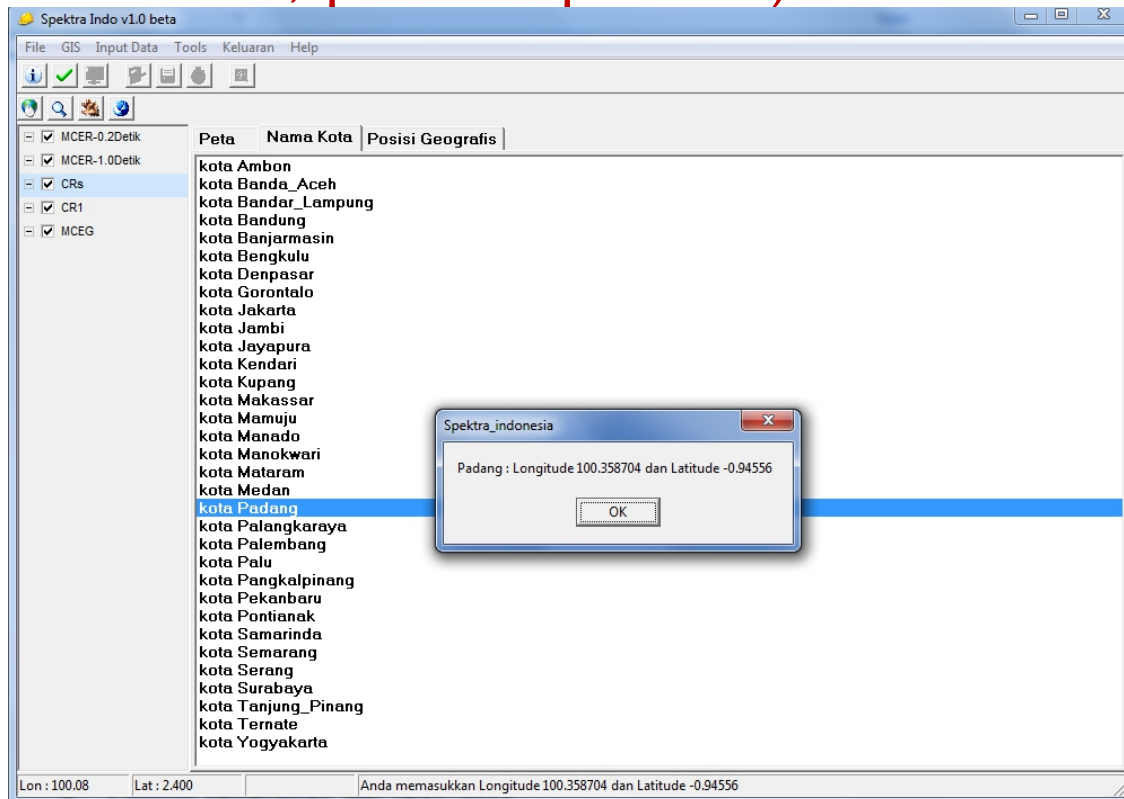 Spektra Indo v1.0 beta
File GIS Input Data Tools Keluaran Help
MCER-0.2Detik
MCER-1.0Detik
CRs
CR1
MCEG
Peta Nama Kota Posisi Geografis
kota Ambon
kota Banda_Aceh
kota Bandar_Lampung
kota Bandung
kota Banjarmasin
kota Bengkulu
kota Denpasar
kota Gorontalo
kota Jakarta
kota Jambi
kota Jayapura
kota Kendari
kota Kupang
kota Makassar
kota Mamuju
kota Manado
kota Manokwari
kota Mataram
kota Medan
kota Padang
kota Palangkaraya
kota Palembang
kota Palu
kota Pangkalpinang
kota Pekanbaru
kota Pontianak
kota Samarinda
kota Semarang
kota Serang
kota Surabaya
kota Tanjung_Pinang
kota Ternate
kota Yogyakarta
Spektra_indonesia
Padang : Longitude 100.358704 dan Latitude -0.94556
OK
Lon : 100.08 Lat : 2.400 Anda memasukkan Longitude 100.358704 dan Latitude -0.94556